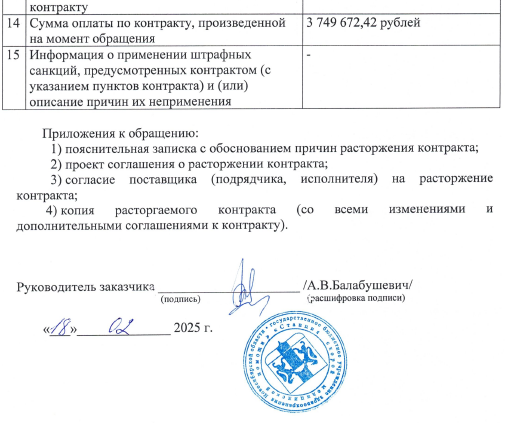 контракту
14 Сумма оплаты по контракту, произведенной 3 749 672,42 рублей
на момент обращения
15 Информация о применении штрафных -
санкций, предусмотренных контрактом (с
указанием пунктов контракта) и (или)
описание причин их неприменения
Приложения к обращению:
1) пояснительная записка с обоснованием причин расторжения контракта;
2) проект соглашения о расторжении контракта;
3) согласие поставщика (подрядчика, исполнителя) на расторжение
контракта;
4) копия расторгаемого контракта (со всеми изменениями и
дополнительными соглашениями к контракту).
Руководитель заказчика /А.В.Балабушевич/
(подпись) (расшифровка подписи)
«18» 02 2025 г.